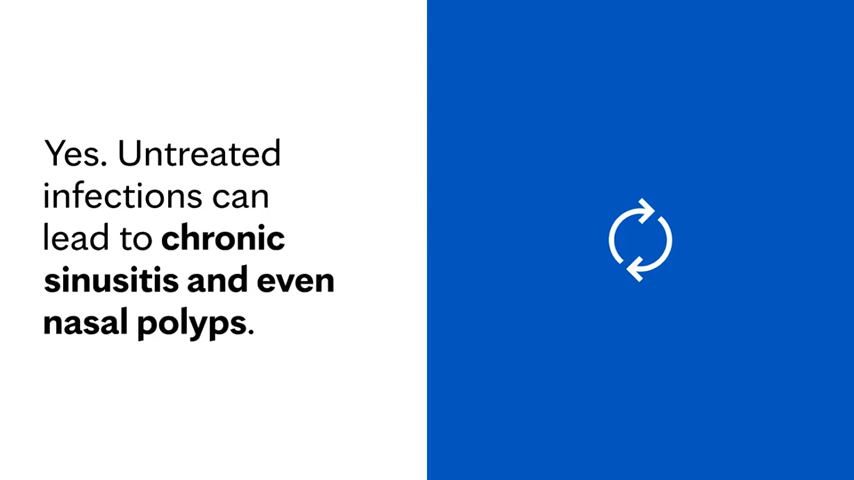 Yes. Untreated
infections can
lead to chronic
sinusitis and even
nasal polyps.